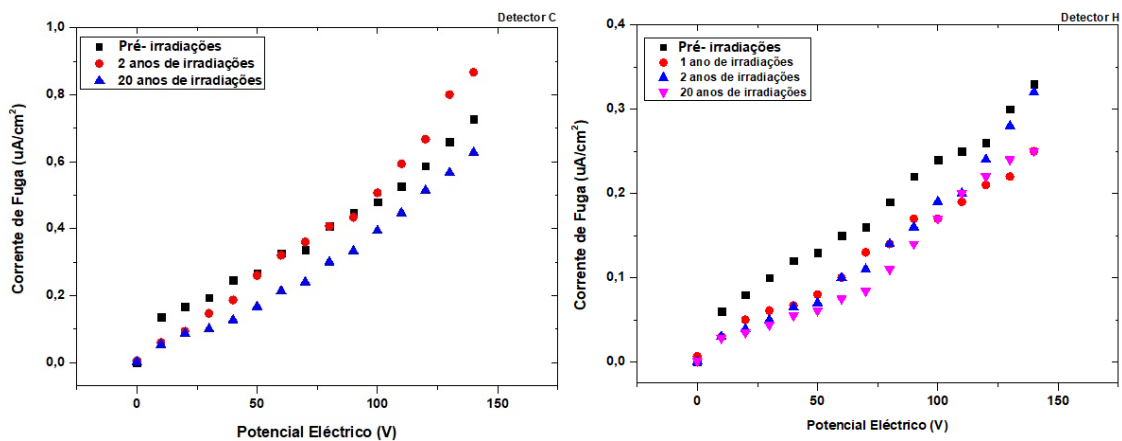 Detector C
1,0
0,8
0,6
0,4
0,2
0,0
Corrente de Fuga (uA/cm²)
Pré- irradiações
2 anos de irradiações
20 anos de irradiações
0
50
100
150
Potencial Eléctrico (V)
Detector H
0,4
0,3
0,2
0,1
0,0
Corrente de Fuga (uA/cm²)
Pré- irradiações
1 ano de irradiações
2 anos de irradiações
20 anos de irradiações
0
50
100
150
Potencial Eléctrico (V)